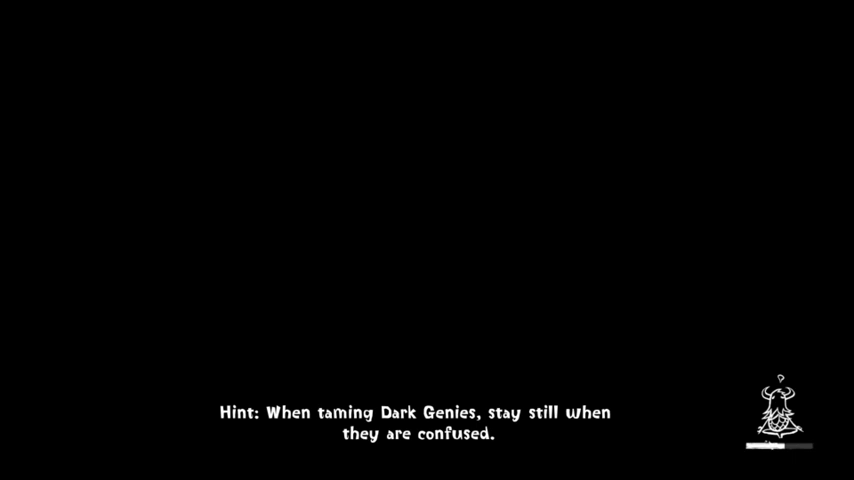 Hint: When taming Dark Genies, stay still when
they are confused.